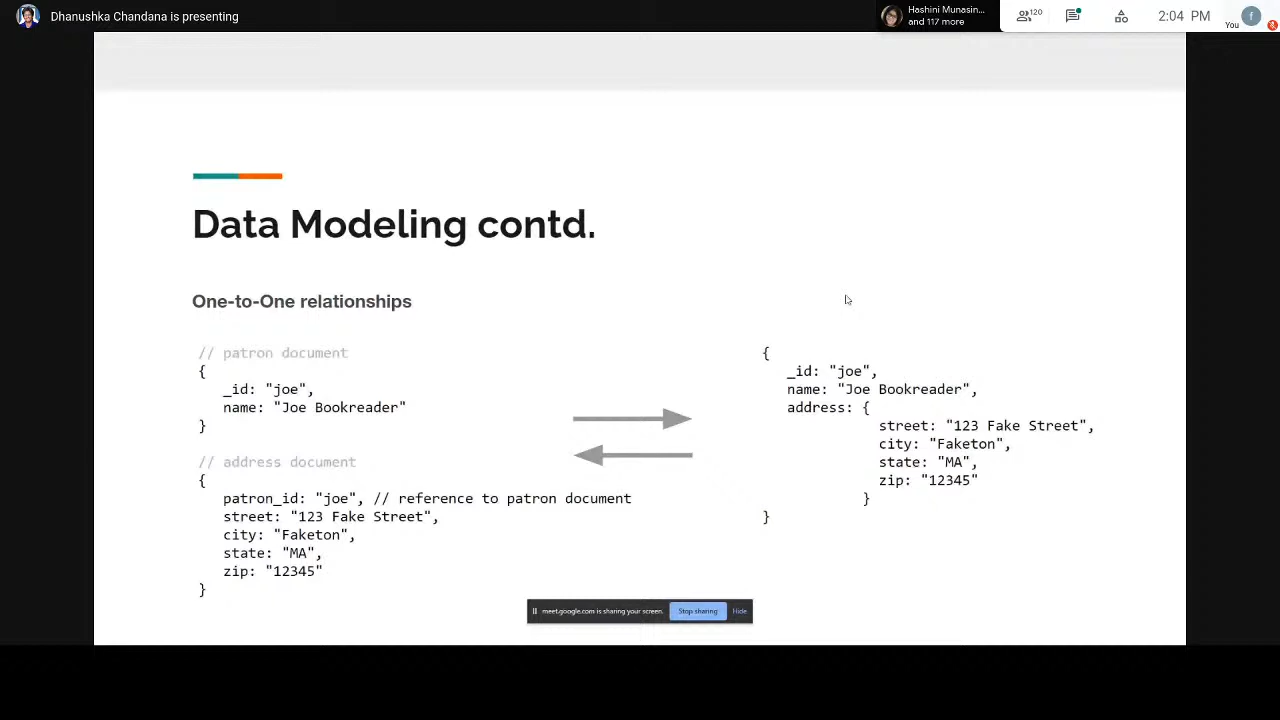 Dhanushka Chandana is presenting
Hashini Munasin...
and 117 more
120
2:04 PM
You
f
Data Modeling contd.
One-to-One relationships
// patron document
{
_id: "joe",
name: "Joe Bookreader"
}
// address document
{
patron_id: "joe", // reference to patron document
street: "123 Fake Street",
city: "Faketon",
state: "MA",
zip: "12345"
}
{
_id: "joe",
name: "Joe Bookreader",
address: {
street: "123 Fake Street",
city: "Faketon",
state: "MA",
zip: "12345"
}
}
meet.google.com is sharing your screen.
Stop sharing
Hide